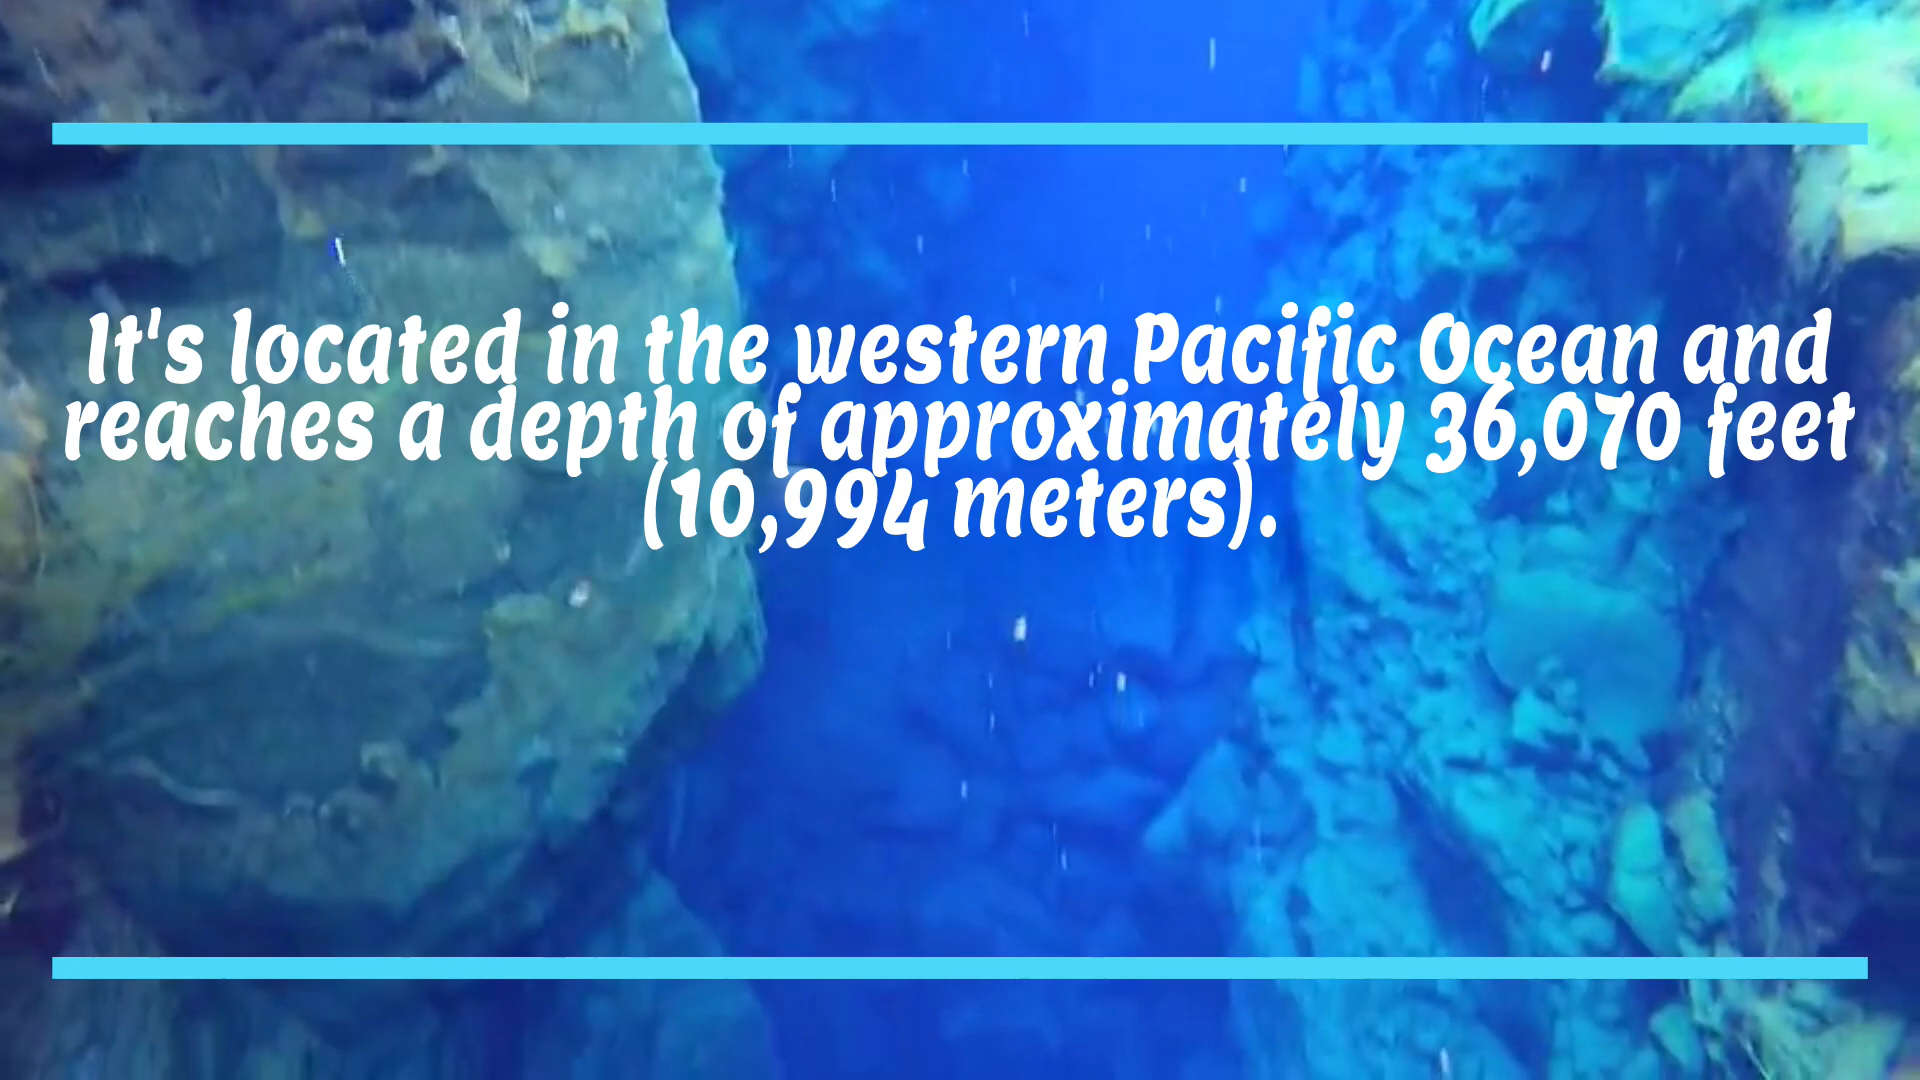 It's located in the western Pacific Ocean and
reaches a depth of approximately 36,070 feet
(10,994 meters).